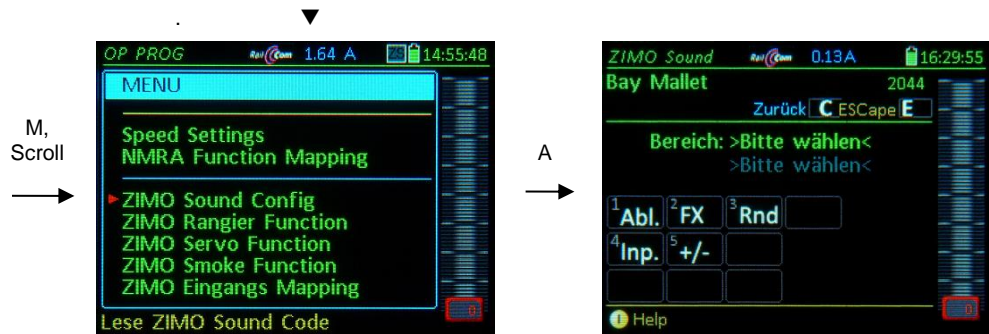 M,
Scroll
OP PROG RailCom 1.64 A ZS 14:55:48
MENU
Speed Settings
NMRA Function Mapping
ZIMO Sound Config
ZIMO Rangier Function
ZIMO Servo Function
ZIMO Smoke Function
ZIMO Eingangs Mapping
0
Lese ZIMO Sound Code
A
ZIMO Sound RailCom 0.13A 16:29:55
Bay Mallet 2044
Zurück C ESCape E
Bereich: >Bitte wählen<
>Bitte wählen<
1 Abl. 2 FX 3 Rnd
4 Inp. 5 +/-
0
Help